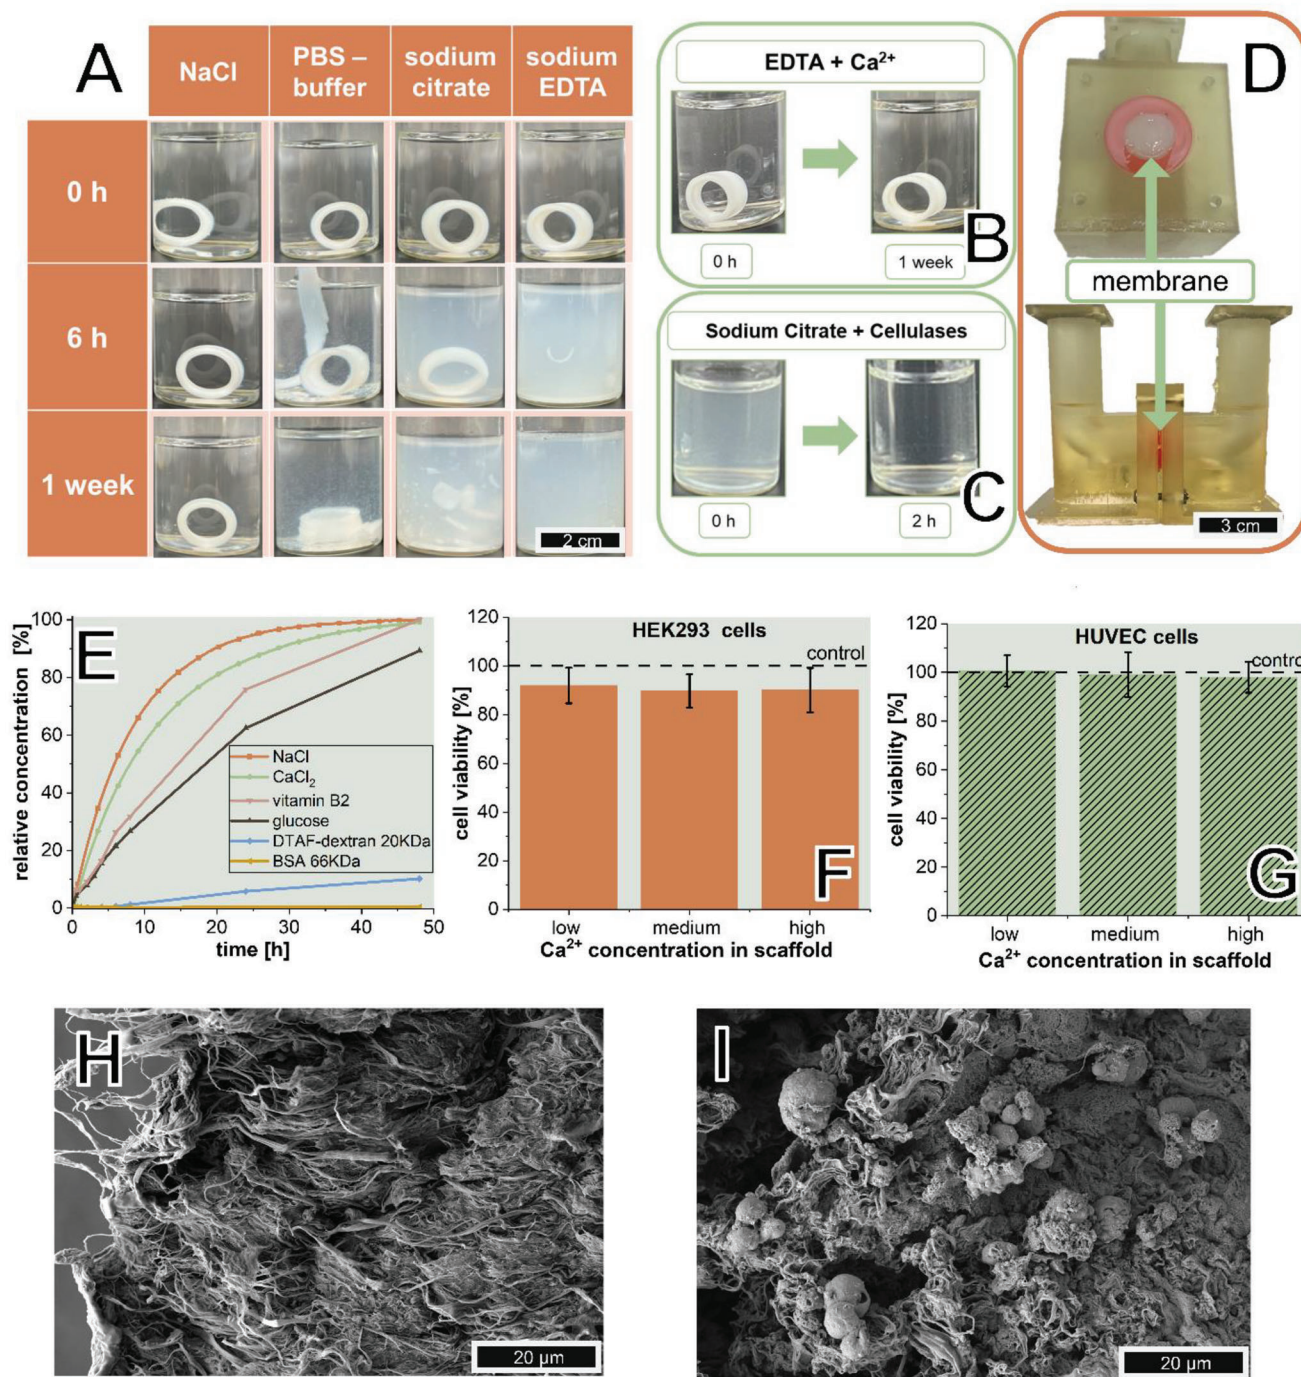 A
NaCl
PBS –
buffer
sodium
citrate
sodium
EDTA
0 h
6 h
1 week
2 cm
EDTA + Ca²⁺
0 h
1 week
B
Sodium Citrate + Cellulases
0 h
2 h
C
D
membrane
3 cm
E
relative concentration [%]
100
80
60
40
20
0
NaCl
CaCl₂
vitamin B2
glucose
DTAF-dextran 20KDa
BSA 66KDa
0 10 20 30 40 50
time [h]
HEK293 cells
control
cell viability [%]
120
100
80
60
40
20
0
F
low medium high
Ca²⁺ concentration in scaffold
HUVEC cells
control
cell viability [%]
120
100
80
60
40
20
0
G
low medium high
Ca²⁺ concentration in scaffold
H
20 µm
I
20 µm